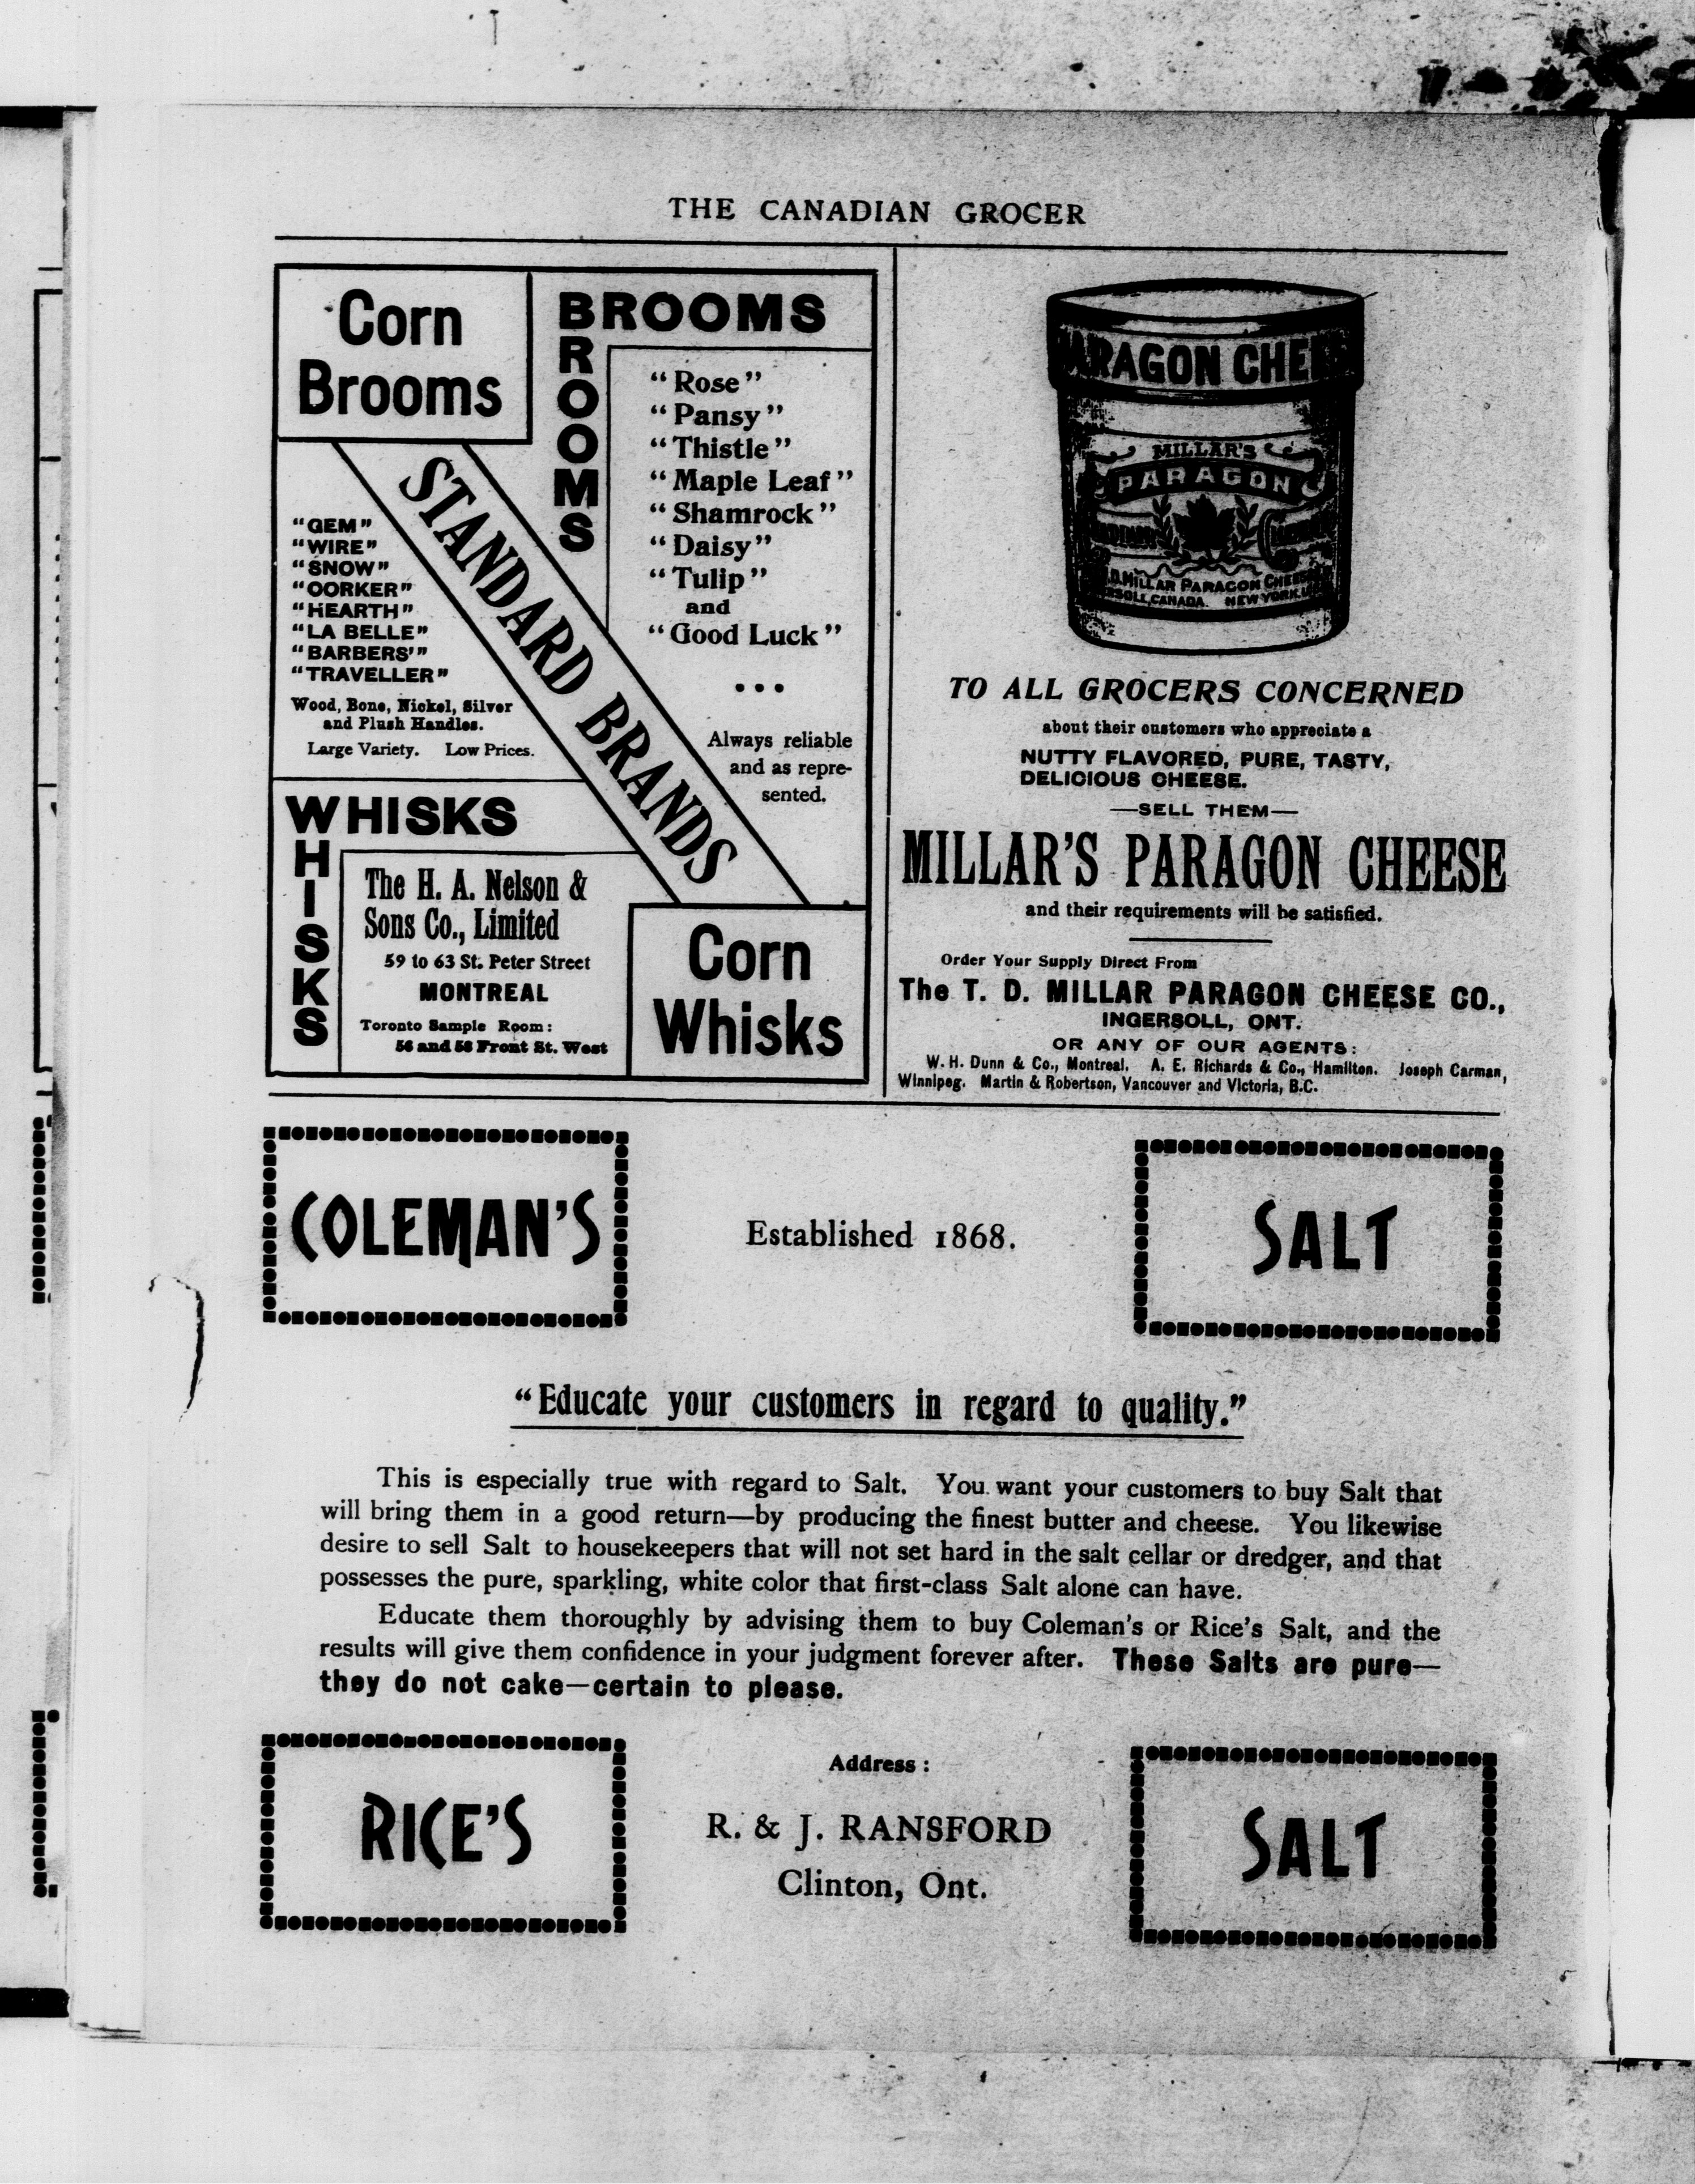 THE CANADIAN GROCER
Corn
Brooms
BROOMS
ROOMS
"Rose"
"Pansy"
"Thistle"
"Maple Leaf"
"Shamrock"
"Daisy"
"Tulip"
and
"Good Luck"
Always reliable
and as repre-
sented.
STANDARD BRANDS
"GEM"
"WIRE"
"SNOW"
"OORKER"
"HEARTH"
"LA BELLE"
"BARBERS'"
"TRAVELLER"
Wood, Bone, Nickel, Silver
and Plush Handles.
Large Variety. Low Prices.
WHISKS
HISKS
The H. A. Nelson &
Sons Co., Limited
59 to 63 St. Peter Street
MONTREAL
Toronto Sample Room:
56 and 58 Front St. West
Corn
Whisks
PARAGON CHEE
MILLAR'S
PARAGON
MILLAR PARAGON CHEESE
CANADA. NEW YORK
TO ALL GROCERS CONCERNED
about their customers who appreciate a
NUTTY FLAVORED, PURE, TASTY,
DELICIOUS CHEESE.
—SELL THEM—
MILLAR'S PARAGON CHEESE
and their requirements will be satisfied.
Order Your Supply Direct From
The T. D. MILLAR PARAGON CHEESE CO.,
INGERSOLL, ONT.
OR ANY OF OUR AGENTS:
W. H. Dunn & Co., Montreal. A. E. Richards & Co., Hamilton. Joseph Carman,
Winnipeg. Martin & Robertson, Vancouver and Victoria, B.C.
COLEMAN'S
Established 1868.
SALT
"Educate your customers in regard to quality."
This is especially true with regard to Salt. You want your customers to buy Salt that
will bring them in a good return—by producing the finest butter and cheese. You likewise
desire to sell Salt to housekeepers that will not set hard in the salt cellar or dredger, and that
possesses the pure, sparkling, white color that first-class Salt alone can have.
Educate them thoroughly by advising them to buy Coleman's or Rice's Salt, and the
results will give them confidence in your judgment forever after. These Salts are pure—
they do not cake—certain to please.
RICE'S
Address:
R. & J. RANSFORD
Clinton, Ont.
SALT